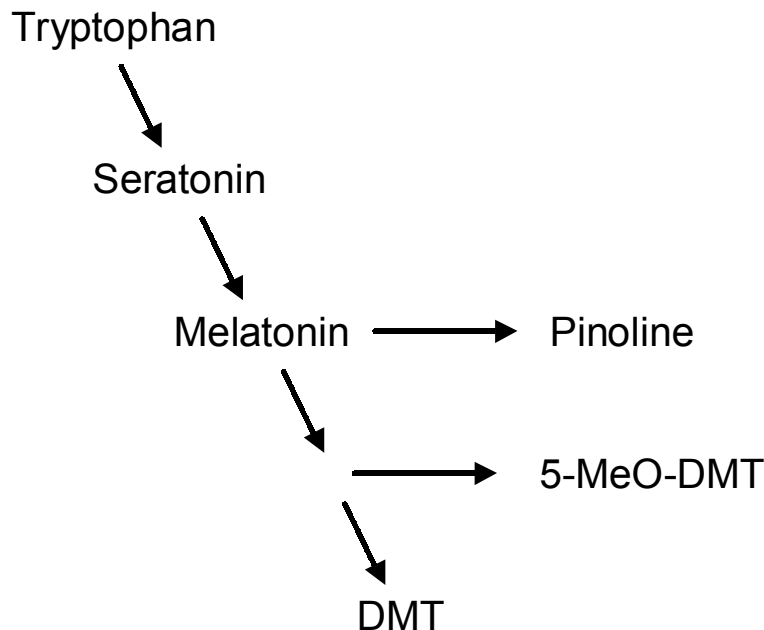 Tryptophan
Seratonin
Melatonin
Pinoline
5-MeO-DMT
DMT